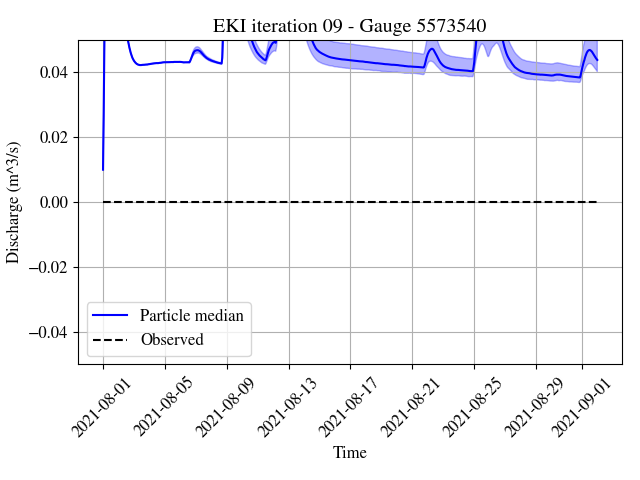 EKI iteration 09 - Gauge 5573540
0.04
0.02
0.00
−0.02
−0.04
Discharge (m^3/s)
Particle median
Observed
2021-08-01
2021-08-05
2021-08-09
2021-08-13
2021-08-17
2021-08-21
2021-08-25
2021-08-29
2021-09-01
Time